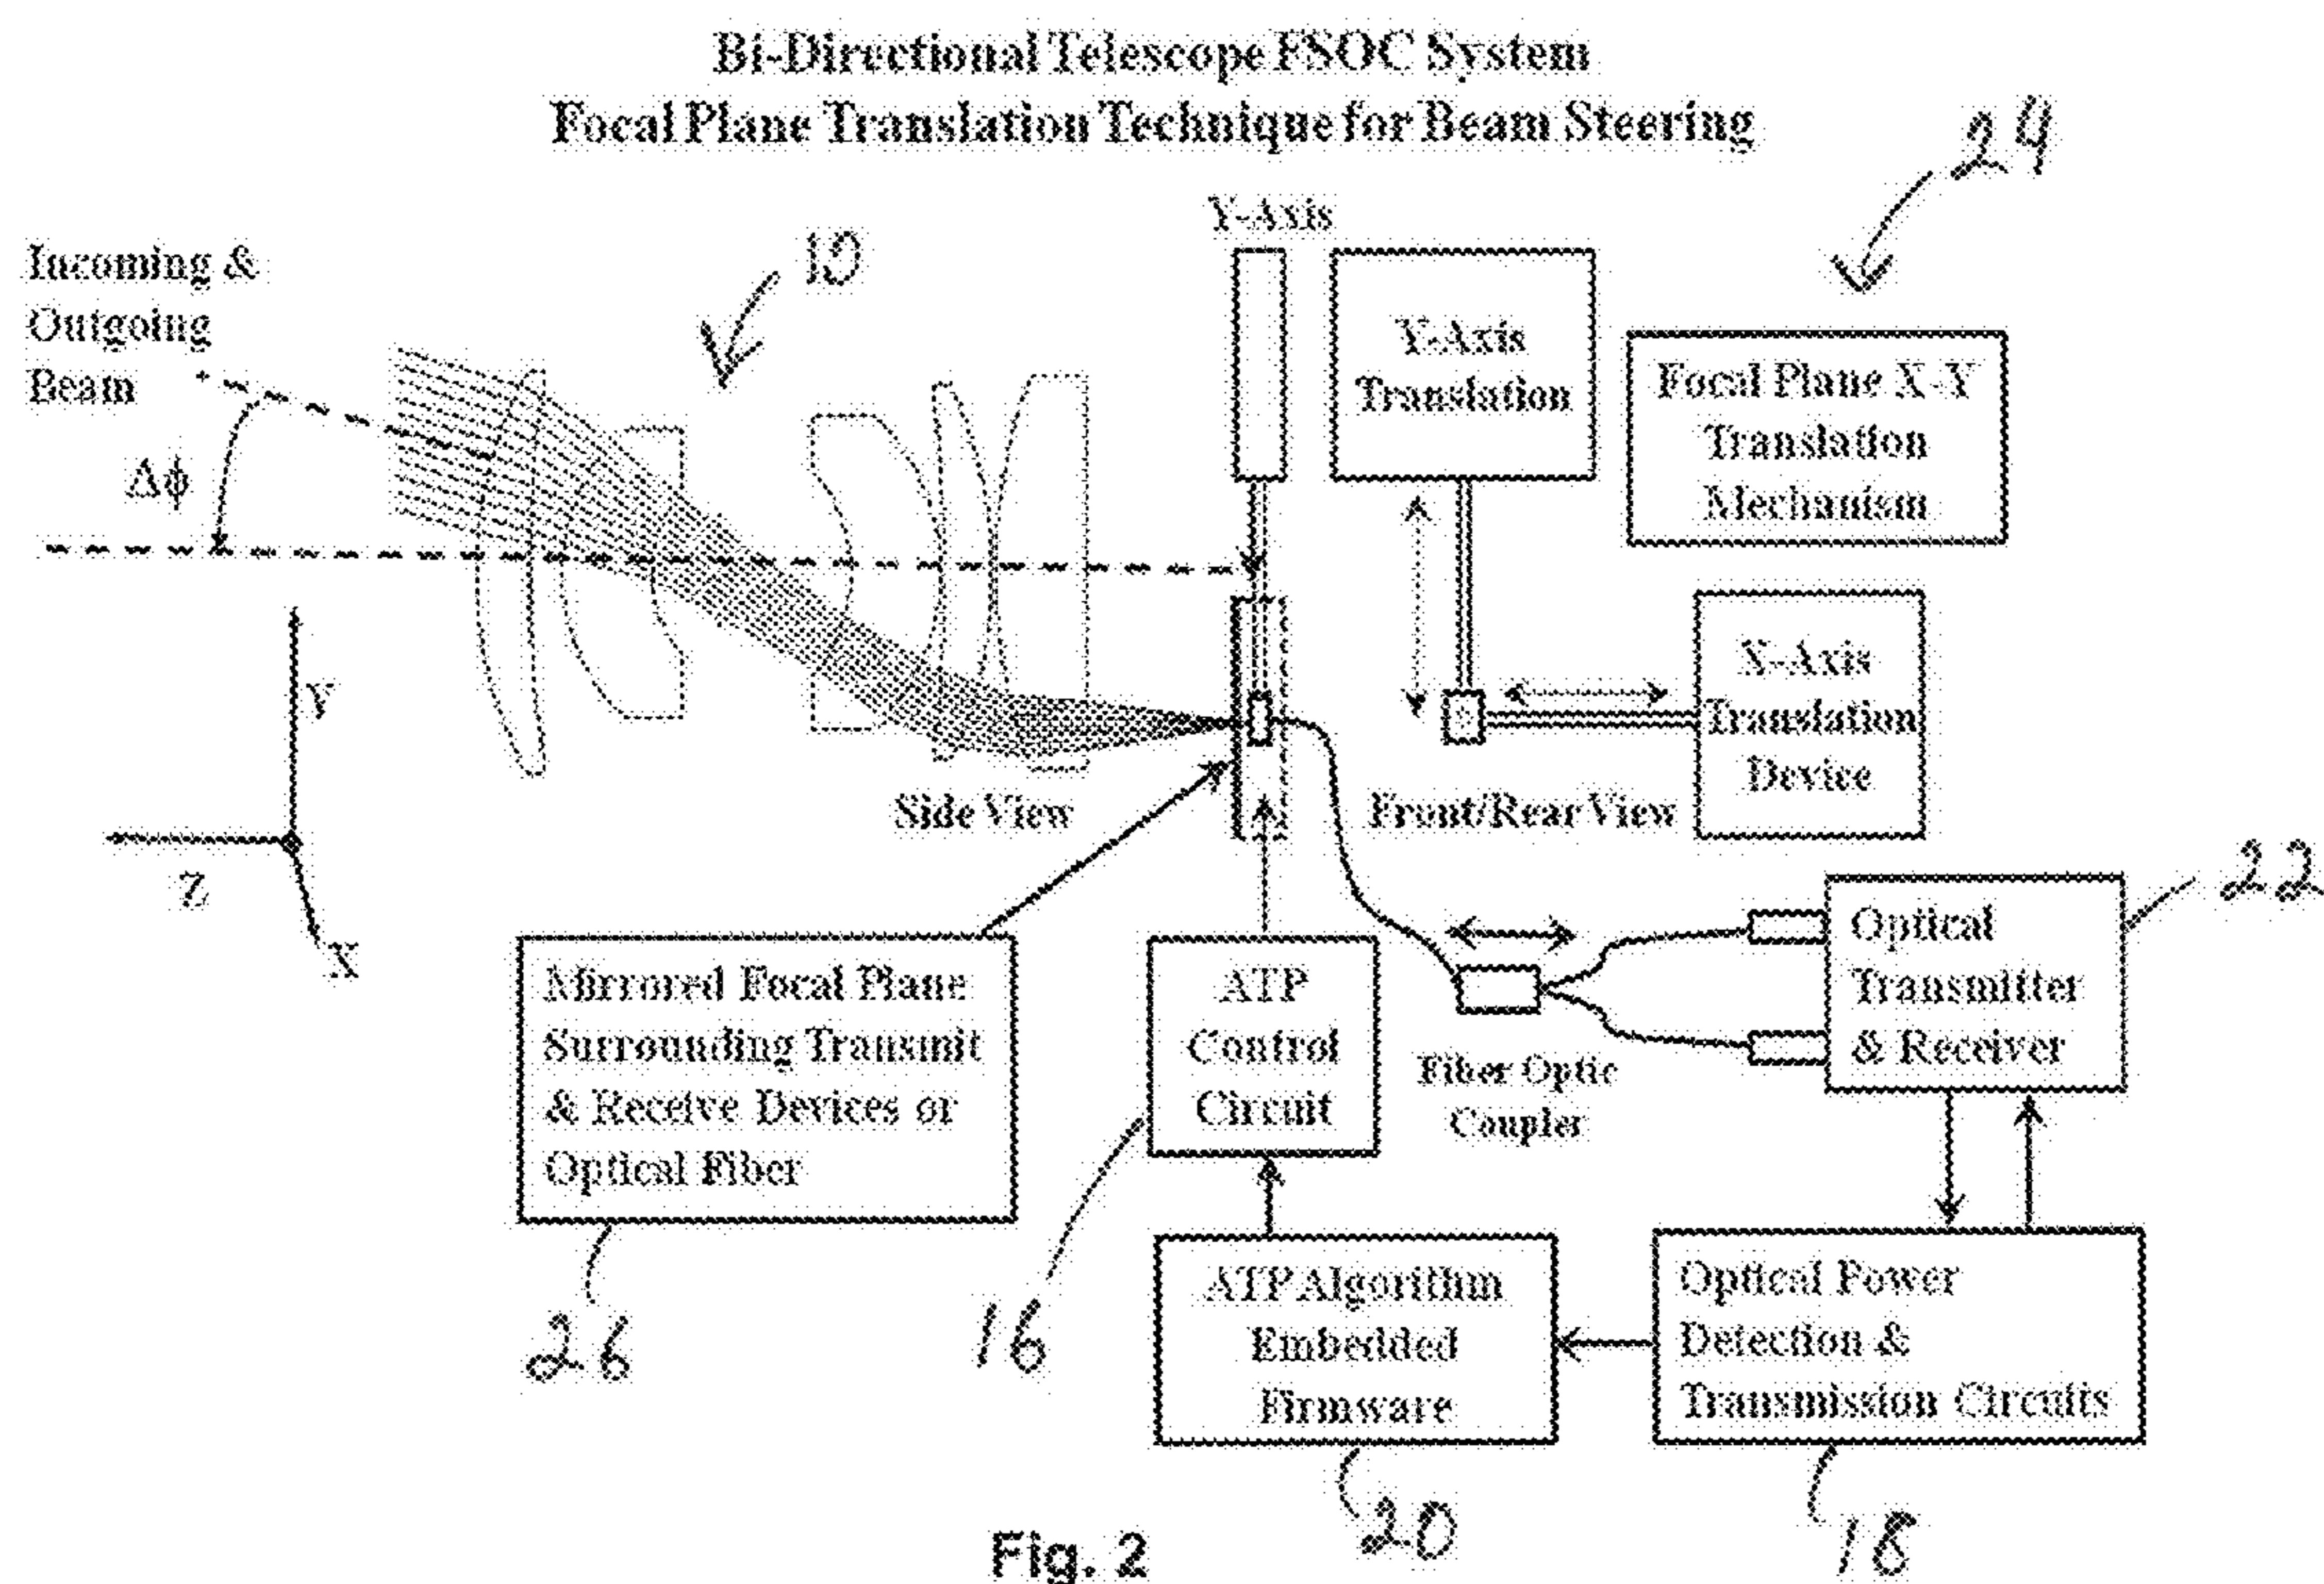 Bi-Directional Telescope FSOC System
Focal Plane Translation Technique for Beam Steering
24
Y-Axis
Incoming &
Outgoing
Beam
10
Δϕ
Y-Axis
Translation
Focal Plane X-Y
Translation
Mechanism
X-Axis
Translation
Device
Y
Z
X
Side View
Front/Rear View
22
Mirrored Focal Plane
Surrounding Transmit
& Receive Devices or
Optical Fiber
ATP
Control
Circuit
Fiber Optic
Coupler
Optical
Transmitter
& Receiver
26
16
ATP Algorithm
Embedded
Firmware
Optical Power
Detection &
Transmission Circuits
20
18
Fig. 2